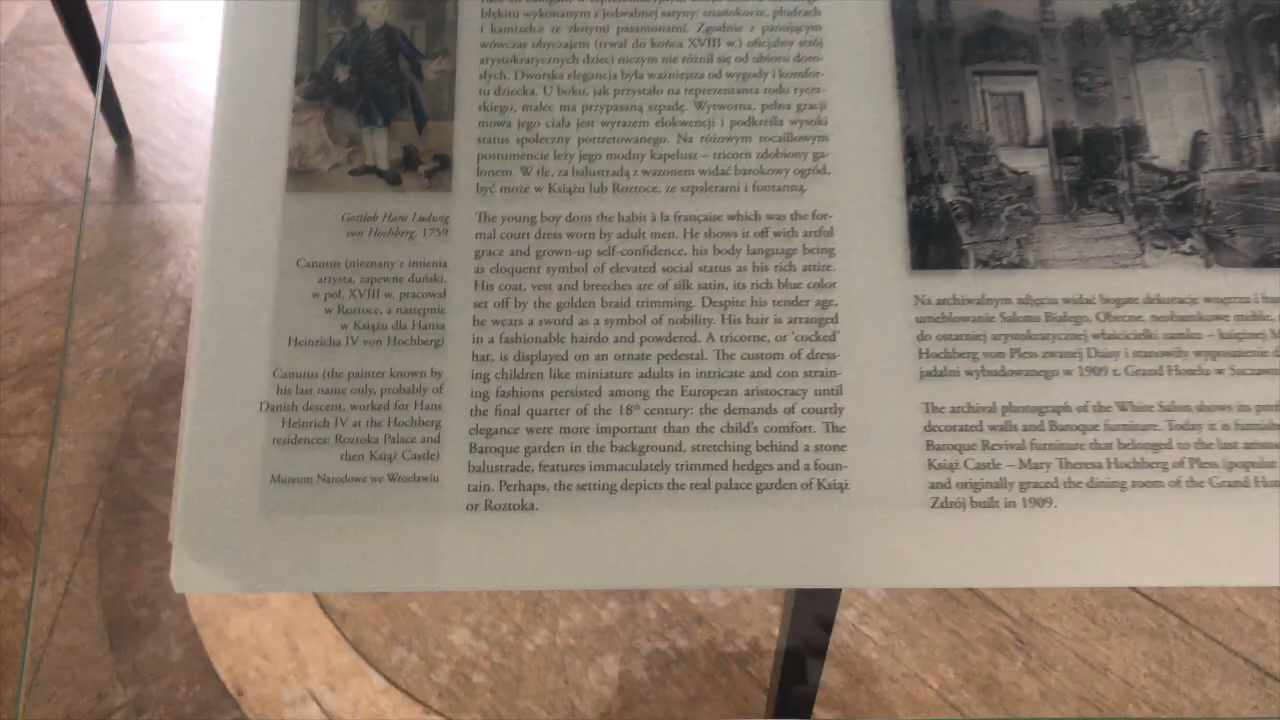 błękitu wykonanym z jedwabnej satyny: szustokorze, pludrach
i kamizelce ze złotymi pasamonami. Zgodnie z panującym
wówczas obyczajem (trwał do końca XVIII w.) oficjalny strój
arystokratycznych dzieci niczym nie różnił się od ubioru doro-
słych. Dworska elegancja była ważniejsza od wygody i komfor-
tu dziecka. U boku, jak przystało na reprezentanta rodu rycer-
skiego, malec ma przypasaną szpadę. Wytworna, pełna gracji
mowa jego ciała jest wyrazem elokwencji i podkreśla wysoki
status społeczny portretowanego. Na różowym rocaillowym
postumencie leży jego modny kapelusz – tricorn zdobiony ga-
lonem. W tle, za balustradą z wazonem widać barokowy ogród,
być może w Książu lub Roztoce, ze szpalerami i fontanną.
The young boy dons the habit à la française which was the for-
mal court dress worn by adult men. He shows it off with artful
grace and grown-up self-confidence, his body language being
as eloquent symbol of elevated social status as his rich attire.
His coat, vest and breeches are of silk satin, its rich blue color
set off by the golden braid trimming. Despite his tender age,
he wears a sword as a symbol of nobility. His hair is arranged
in a fashionable hairdo and powdered. A tricorne, or 'cocked'
hat, is displayed on an ornate pedestal. The custom of dress-
ing children like miniature adults in intricate and con strain-
ing fashions persisted among the European aristocracy until
the final quarter of the 18th century: the demands of courtly
elegance were more important than the child's comfort. The
Baroque garden in the background, stretching behind a stone
balustrade, features immaculately trimmed hedges and a foun-
tain. Perhaps, the setting depicts the real palace garden of Książ
or Roztoka.
Gottlob Hans Ludwig
von Hochberg, 1759
Canutus (nieznany z imienia
artysta, zapewne duński,
w poł. XVIII w. pracował
w Roztoce, a następnie
w Książu dla Hansa
Heinricha IV von Hochberg)
Canutus (the painter known by
his last name only, probably of
Danish descent, worked for Hans
Heinrich IV at the Hochberg
residences: Roztoka Palace and
then Książ Castle)
Muzeum Narodowe we Wrocławiu
Na archiwalnym zdjęciu widać bogate dekoracje wnętrza i
umeblowanie Salonu Białego. Obecne, neobarokowe meble,
do ostatniej arystokratycznej właścicielki zamku – księżnej
Hochberg von Pless zwanej Daisy i stanowiły wyposażenie
jadalni wybudowanego w 1909 r. Grand Hotelu w
The archival photograph of the White Salon shows its
decorated walls and Baroque furniture. Today it is
Baroque Revival furniture that belonged to the last
Książ Castle – Mary Theresa Hochberg of Pless
and originally graced the dining room of the Grand
Zdrój built in 1909.